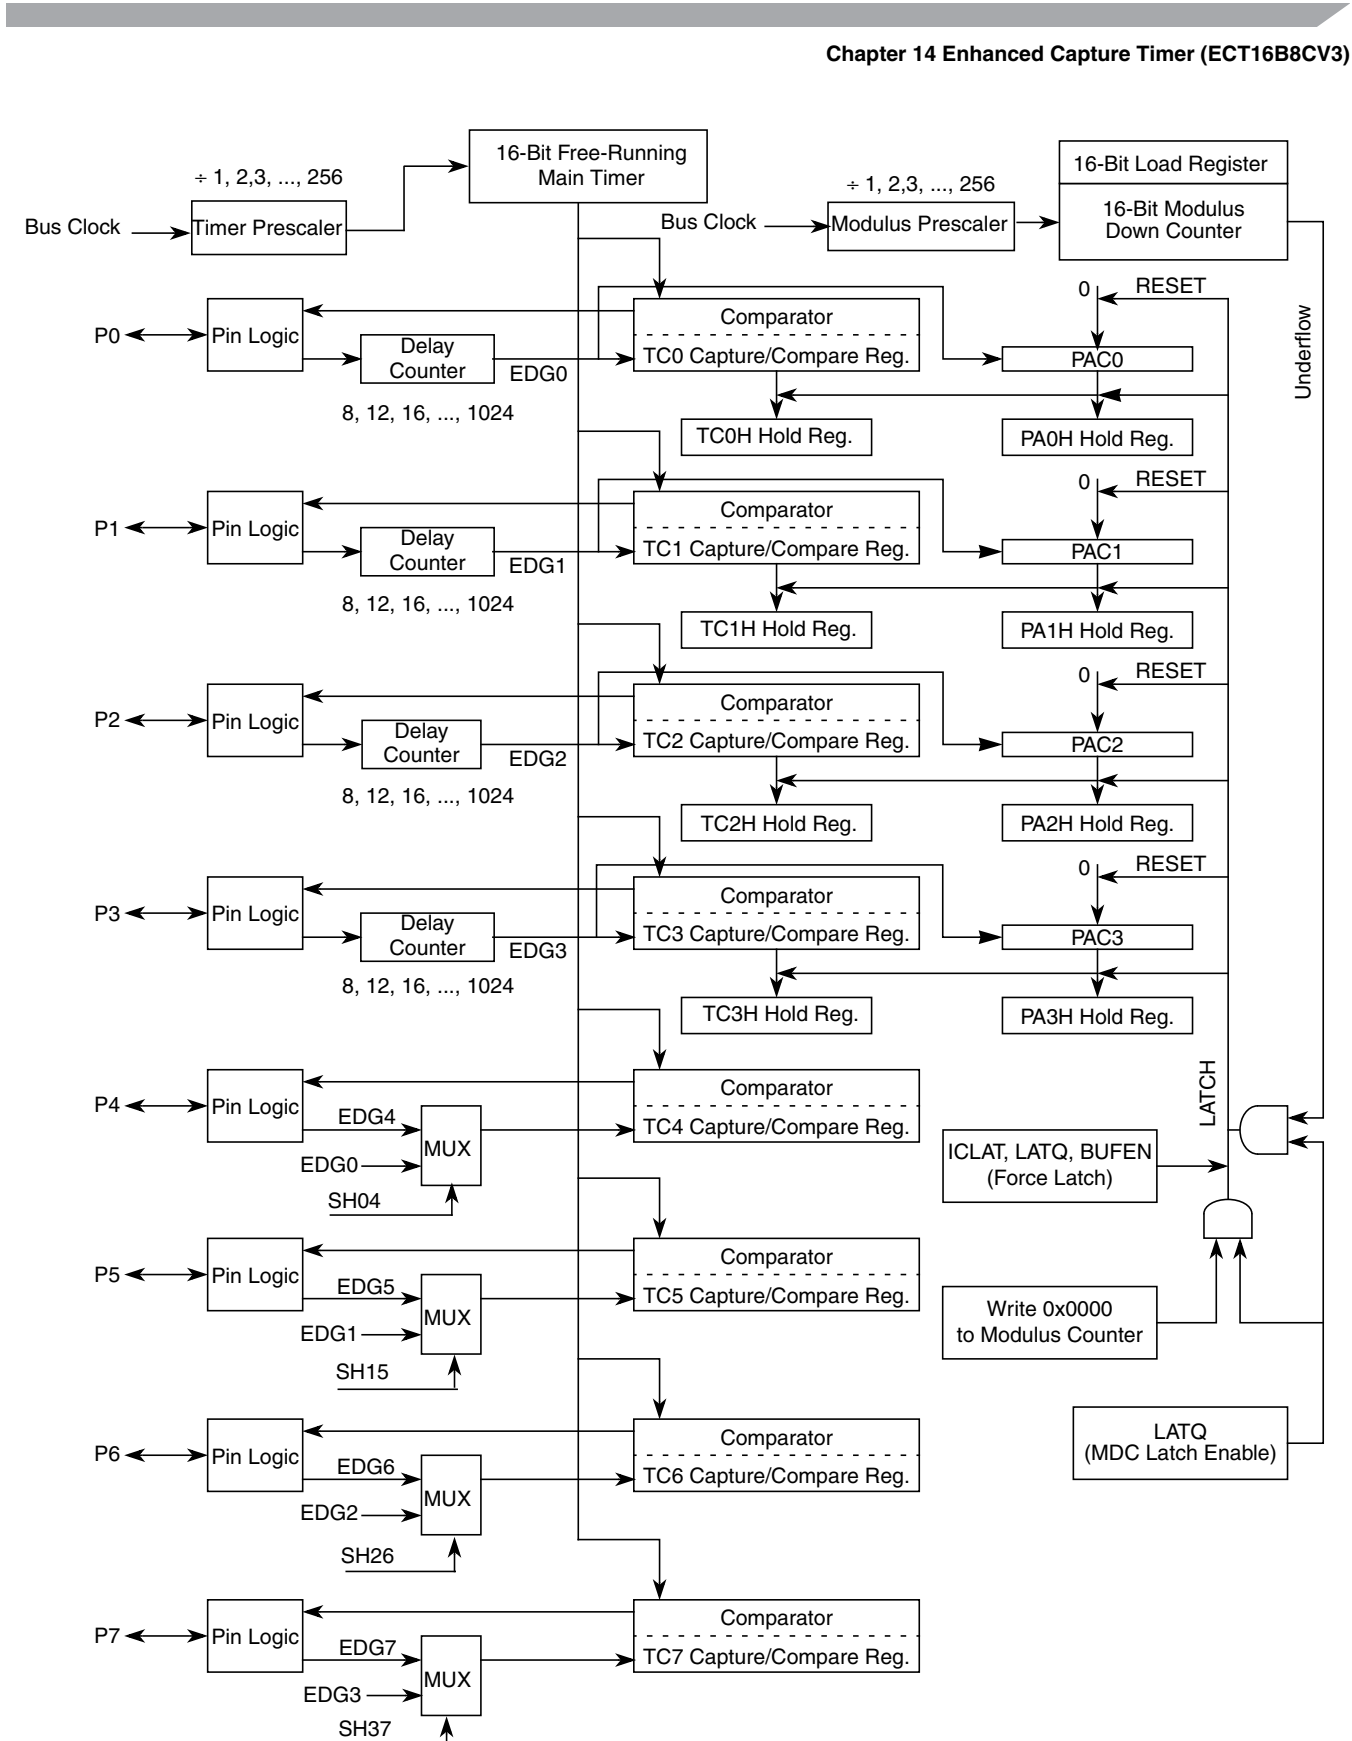 Chapter 14 Enhanced Capture Timer (ECT16B8CV3)
16-Bit Free-Running
Main Timer
÷ 1, 2,3, ..., 256
Bus Clock
Timer Prescaler
÷ 1, 2,3, ..., 256
Bus Clock
Modulus Prescaler
16-Bit Load Register
16-Bit Modulus
Down Counter
Underflow
P0
Pin Logic
Delay
Counter
EDG0
8, 12, 16, ..., 1024
Comparator
TC0 Capture/Compare Reg.
TC0H Hold Reg.
0
RESET
PAC0
PA0H Hold Reg.
P1
Pin Logic
Delay
Counter
EDG1
8, 12, 16, ..., 1024
Comparator
TC1 Capture/Compare Reg.
TC1H Hold Reg.
0
RESET
PAC1
PA1H Hold Reg.
P2
Pin Logic
Delay
Counter
EDG2
8, 12, 16, ..., 1024
Comparator
TC2 Capture/Compare Reg.
TC2H Hold Reg.
0
RESET
PAC2
PA2H Hold Reg.
P3
Pin Logic
Delay
Counter
EDG3
8, 12, 16, ..., 1024
Comparator
TC3 Capture/Compare Reg.
TC3H Hold Reg.
0
RESET
PAC3
PA3H Hold Reg.
P4
Pin Logic
EDG4
EDG0
MUX
SH04
Comparator
TC4 Capture/Compare Reg.
LATCH
ICLAT, LATQ, BUFEN
(Force Latch)
P5
Pin Logic
EDG5
EDG1
MUX
SH15
Comparator
TC5 Capture/Compare Reg.
Write 0x0000
to Modulus Counter
P6
Pin Logic
EDG6
EDG2
MUX
SH26
Comparator
TC6 Capture/Compare Reg.
LATQ
(MDC Latch Enable)
P7
Pin Logic
EDG7
EDG3
MUX
SH37
Comparator
TC7 Capture/Compare Reg.